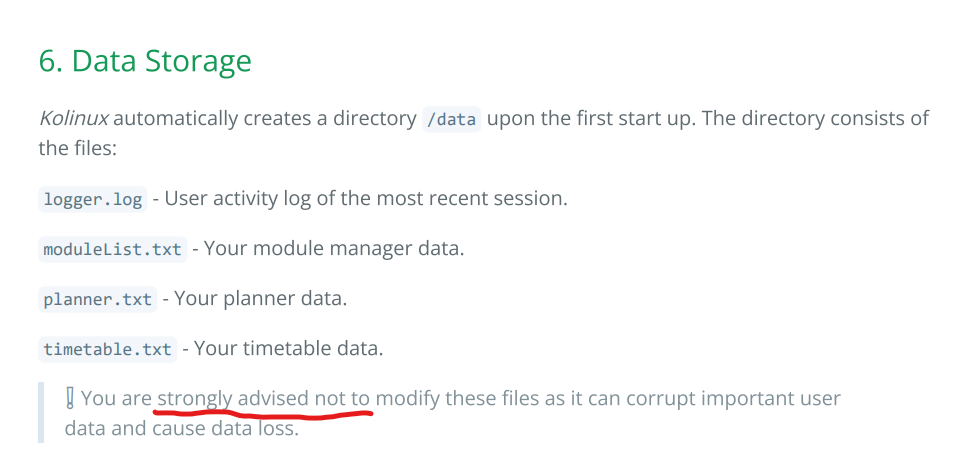 6. Data Storage
Kolinux automatically creates a directory /data upon the first start up. The directory consists of
the files:
logger.log - User activity log of the most recent session.
moduleList.txt - Your module manager data.
planner.txt - Your planner data.
timetable.txt - Your timetable data.
❕ You are strongly advised not to modify these files as it can corrupt important user
data and cause data loss.